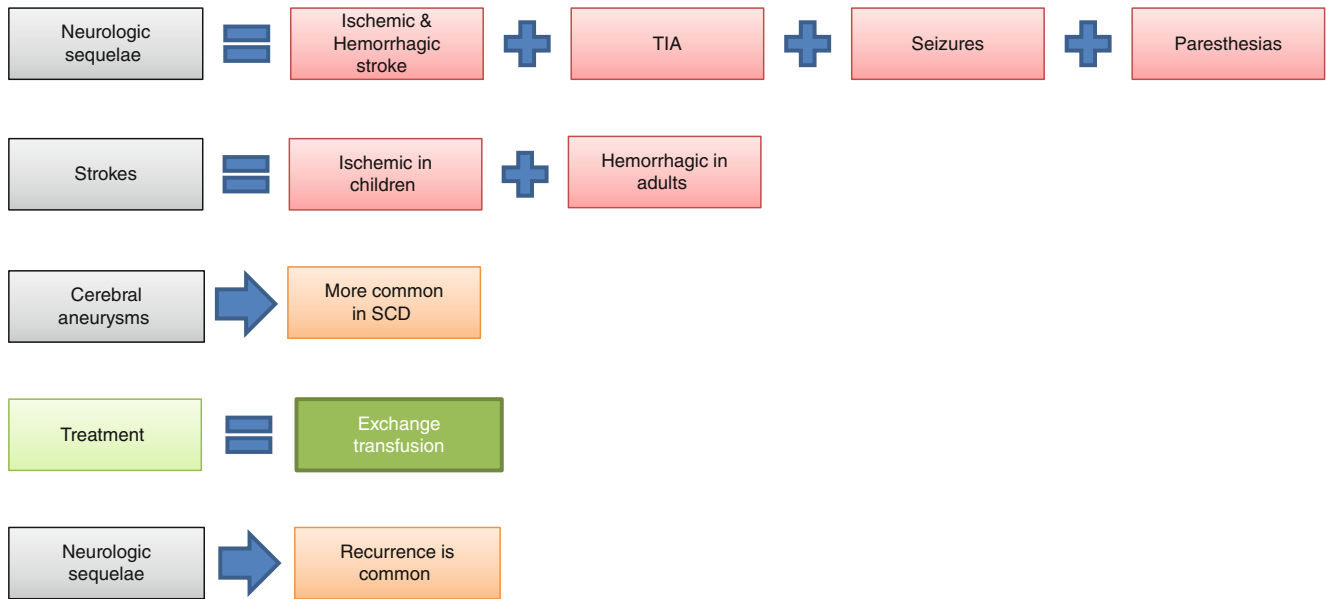 Neurologic
sequelae
Ischemic &
Hemorrhagic
stroke
TIA
Seizures
Paresthesias
Strokes
Ischemic in
children
Hemorrhagic in
adults
Cerebral
aneurysms
More common
in SCD
Treatment
Exchange
transfusion
Neurologic
sequelae
Recurrence is
common